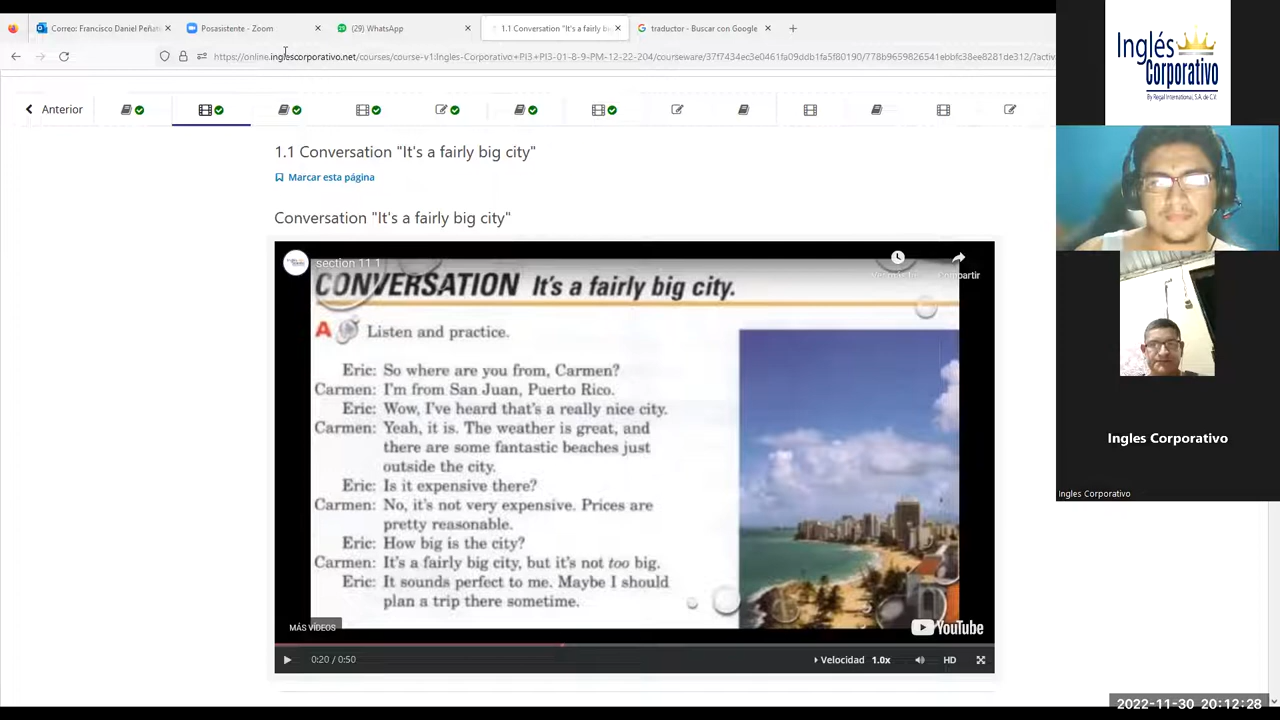 Correo: Francisco Daniel Peñat
Posasistente - Zoom
(29) WhatsApp
1.1 Conversation "It's a fairly b
traductor - Buscar con Google
Anterior
1.1 Conversation "It's a fairly big city"
Marcar esta página
Conversation "It's a fairly big city"
section 11.1
Compartir
CONVERSATION It's a fairly big city.
A Listen and practice.
Eric: So where are you from, Carmen?
Carmen: I'm from San Juan, Puerto Rico.
Eric: Wow, I've heard that's a really nice city.
Carmen: Yeah, it is. The weather is great, and
there are some fantastic beaches just
outside the city.
Eric: Is it expensive there?
Carmen: No, it's not very expensive. Prices are
pretty reasonable.
Eric: How big is the city?
Carmen: It's a fairly big city, but it's not too big.
Eric: It sounds perfect to me. Maybe I should
plan a trip there sometime.
MÁS VÍDEOS
YouTube
0:20 / 0:50
Velocidad 1.0x
HD
Inglés
Corporativo
By Regal International, S.A. de C.V.
Ingles Corporativo
Ingles Corporativo
2022-11-30 20:12:28